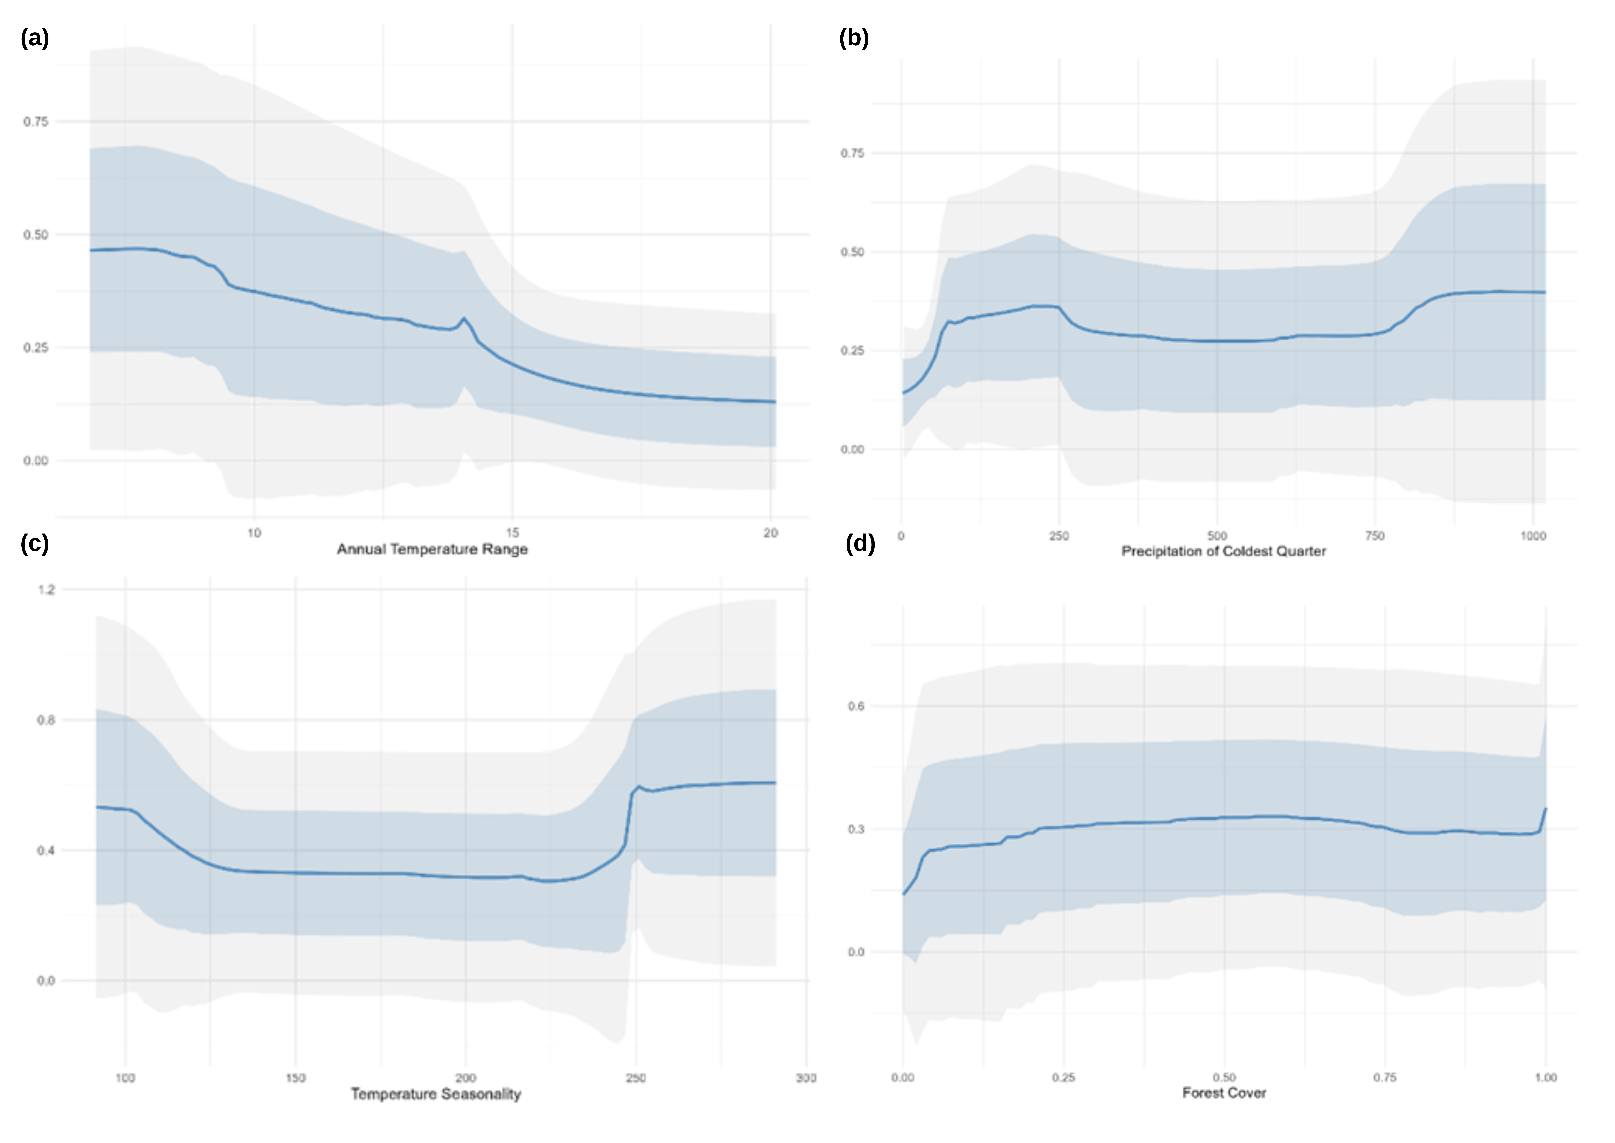 (a)
0.75
0.50
0.25
0.00
10 15 20
Annual Temperature Range
(b)
0.75
0.50
0.25
0.00
0 250 500 750 1000
Precipitation of Coldest Quarter
(c)
1.2
0.8
0.4
0.0
100 150 200 250 300
Temperature Seasonality
(d)
0.6
0.3
0.0
0.00 0.25 0.50 0.75 1.00
Forest Cover